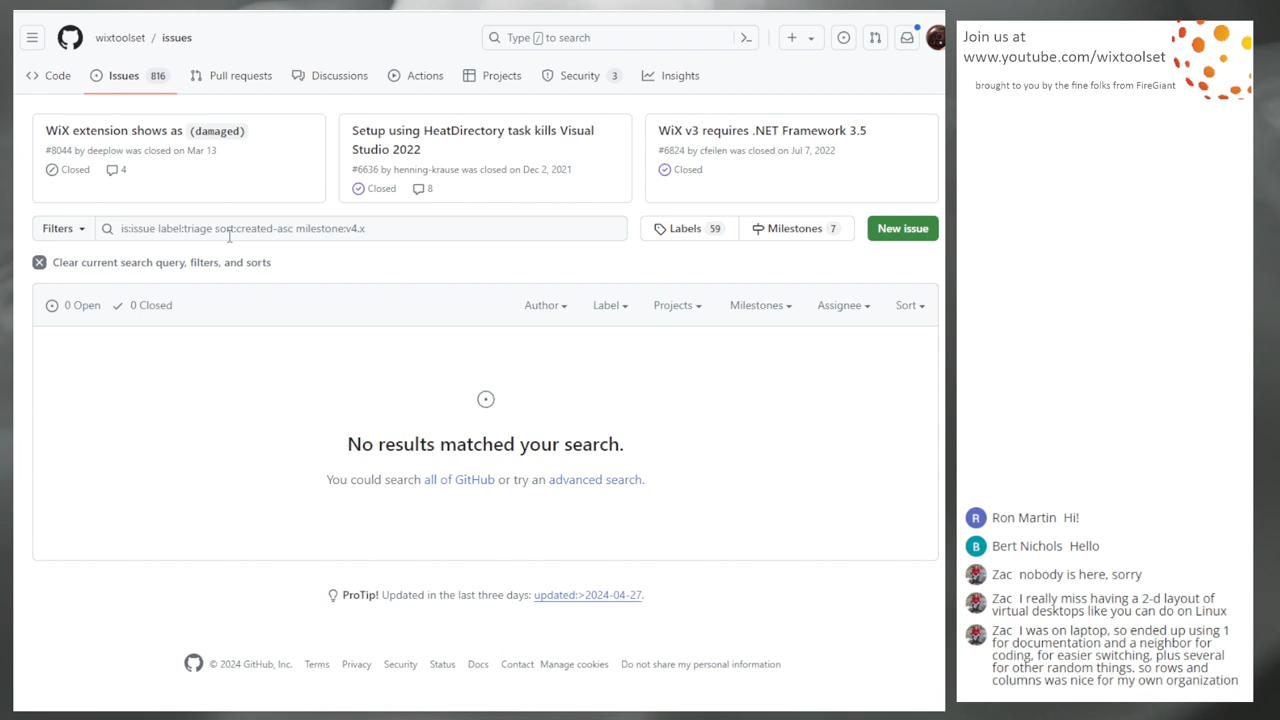 wixtoolset / issues
Type / to search
Code
Issues 816
Pull requests
Discussions
Actions
Projects
Security 3
Insights
WiX extension shows as (damaged)
#8044 by deeplow was closed on Mar 13
Closed 4
Setup using HeatDirectory task kills Visual
Studio 2022
#6636 by henning-krause was closed on Dec 2, 2021
Closed 8
WiX v3 requires .NET Framework 3.5
#6824 by cfeilen was closed on Jul 7, 2022
Closed
Filters
is:issue label:triage sort:created-asc milestone:v4.x
Labels 59
Milestones 7
New issue
Clear current search query, filters, and sorts
0 Open
0 Closed
Author
Label
Projects
Milestones
Assignee
Sort
No results matched your search.
You could search all of GitHub or try an advanced search.
ProTip! Updated in the last three days: updated:>2024-04-27.
© 2024 GitHub, Inc.
Terms
Privacy
Security
Status
Docs
Contact
Manage cookies
Do not share my personal information
Join us at
www.youtube.com/wixtoolset
brought to you by the fine folks from FireGiant
R Ron Martin Hi!
B Bert Nichols Hello
Zac nobody is here, sorry
Zac I really miss having a 2-d layout of
virtual desktops like you can do on Linux
Zac I was on laptop, so ended up using 1
for documentation and a neighbor for
coding, for easier switching, plus several
for other random things. so rows and
columns was nice for my own organization